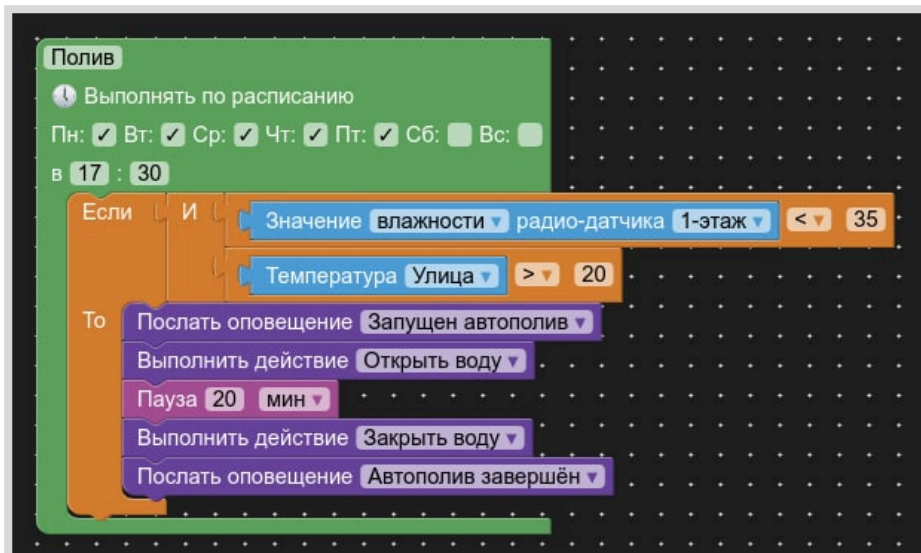 Полив
Выполнять по расписанию
Пн: Вт: Ср: Чт: Пт: Сб: Вс:
в 17 : 30
Если И Значение влажности радио-датчика 1-этаж < 35
Температура Улица > 20
То Послать оповещение Запущен автополив
Выполнить действие Открыть воду
Пауза 20 мин
Выполнить действие Закрыть воду
Послать оповещение Автополив завершён